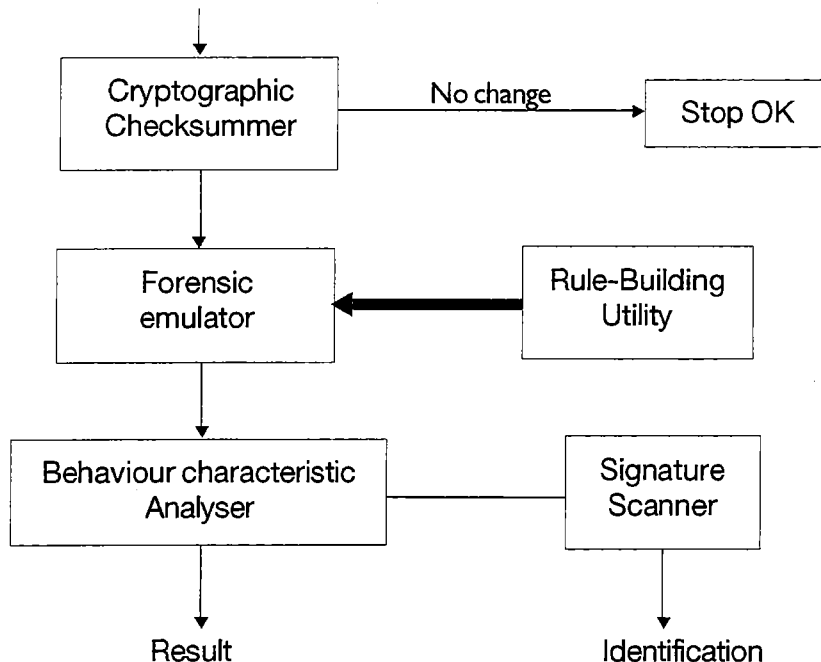 Cryptographic
Checksummer
No change
Stop OK
Forensic
emulator
Rule-Building
Utility
Behaviour characteristic
Analyser
Signature
Scanner
Result
Identification